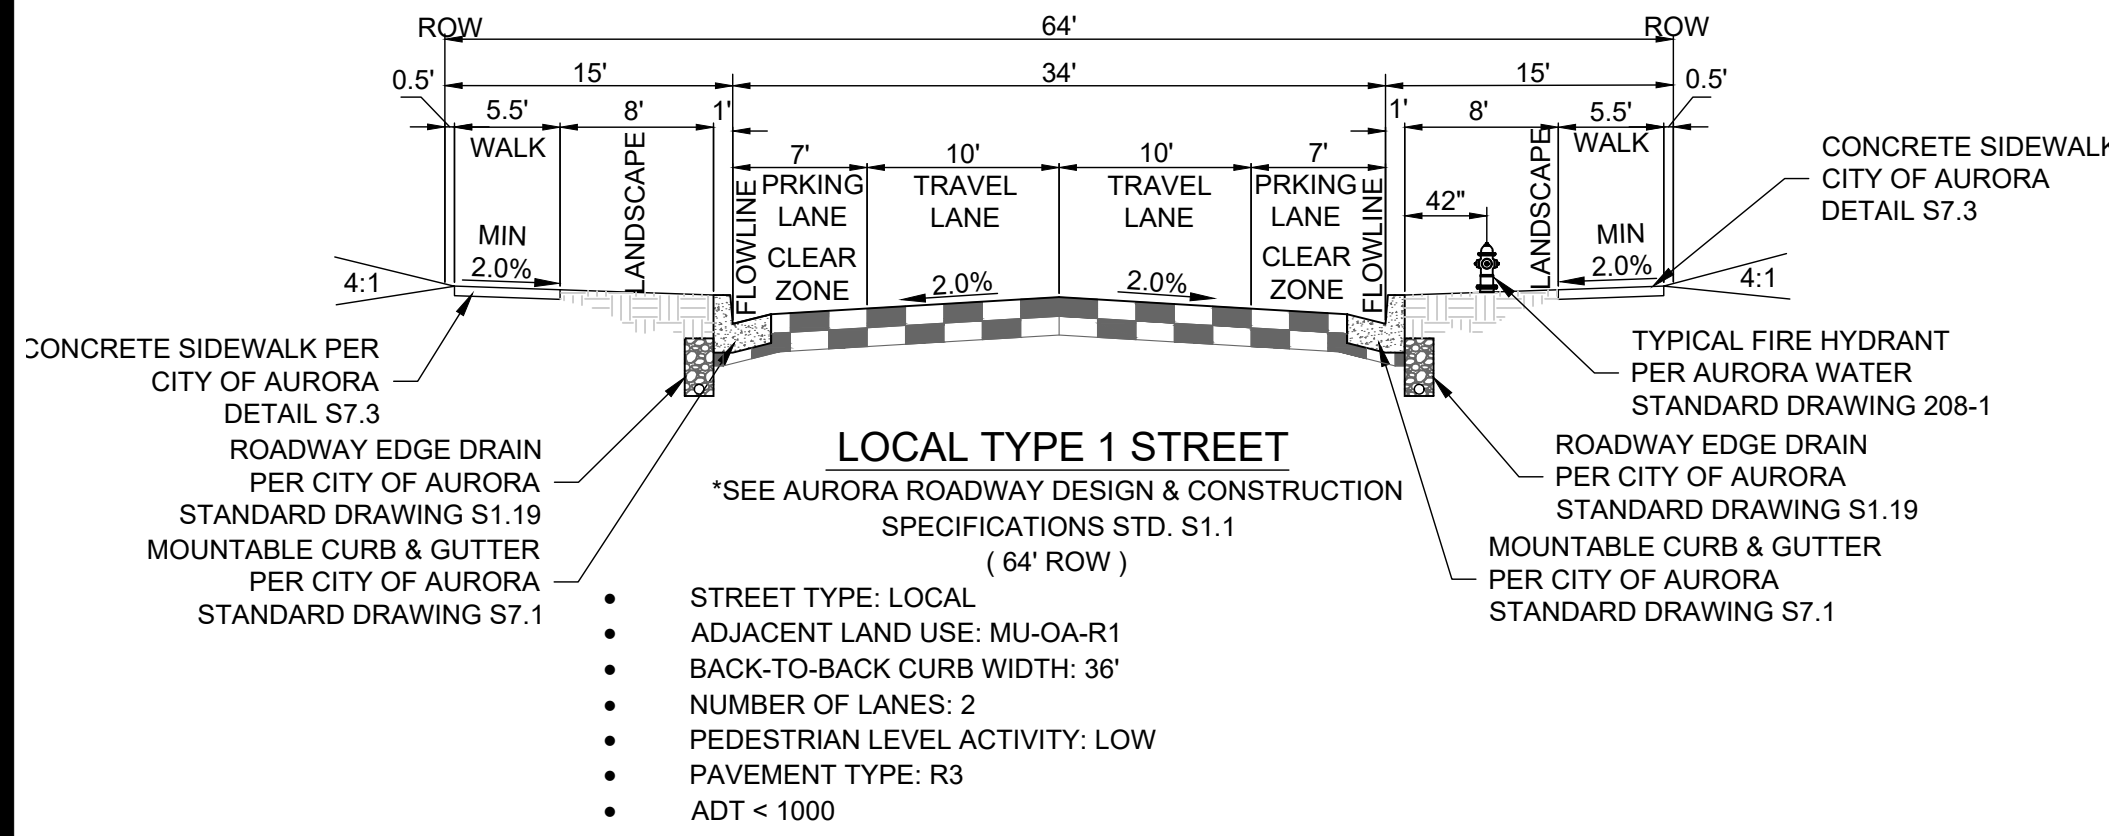 ROW 64' ROW
0.5' 15' 34' 15' 0.5'
5.5' 8' 1' 1' 8' 5.5'
WALK LANDSCAPE LANDSCAPE WALK
7' 10' 10' 7'
FLOWLINE FLOWLINE
PRKING TRAVEL TRAVEL PRKING
LANE LANE LANE LANE
42"
CLEAR CLEAR
ZONE ZONE
MIN MIN
2.0% 2.0% 2.0% 2.0%
4:1 4:1
CONCRETE SIDEWALK
CITY OF AURORA
DETAIL S7.3
CONCRETE SIDEWALK PER
CITY OF AURORA
DETAIL S7.3
ROADWAY EDGE DRAIN
PER CITY OF AURORA
STANDARD DRAWING S1.19
MOUNTABLE CURB & GUTTER
PER CITY OF AURORA
STANDARD DRAWING S7.1
TYPICAL FIRE HYDRANT
PER AURORA WATER
STANDARD DRAWING 208-1
ROADWAY EDGE DRAIN
PER CITY OF AURORA
STANDARD DRAWING S1.19
MOUNTABLE CURB & GUTTER
PER CITY OF AURORA
STANDARD DRAWING S7.1
LOCAL TYPE 1 STREET
*SEE AURORA ROADWAY DESIGN & CONSTRUCTION
SPECIFICATIONS STD. S1.1
( 64' ROW )
• STREET TYPE: LOCAL
• ADJACENT LAND USE: MU-OA-R1
• BACK-TO-BACK CURB WIDTH: 36'
• NUMBER OF LANES: 2
• PEDESTRIAN LEVEL ACTIVITY: LOW
• PAVEMENT TYPE: R3
• ADT < 1000